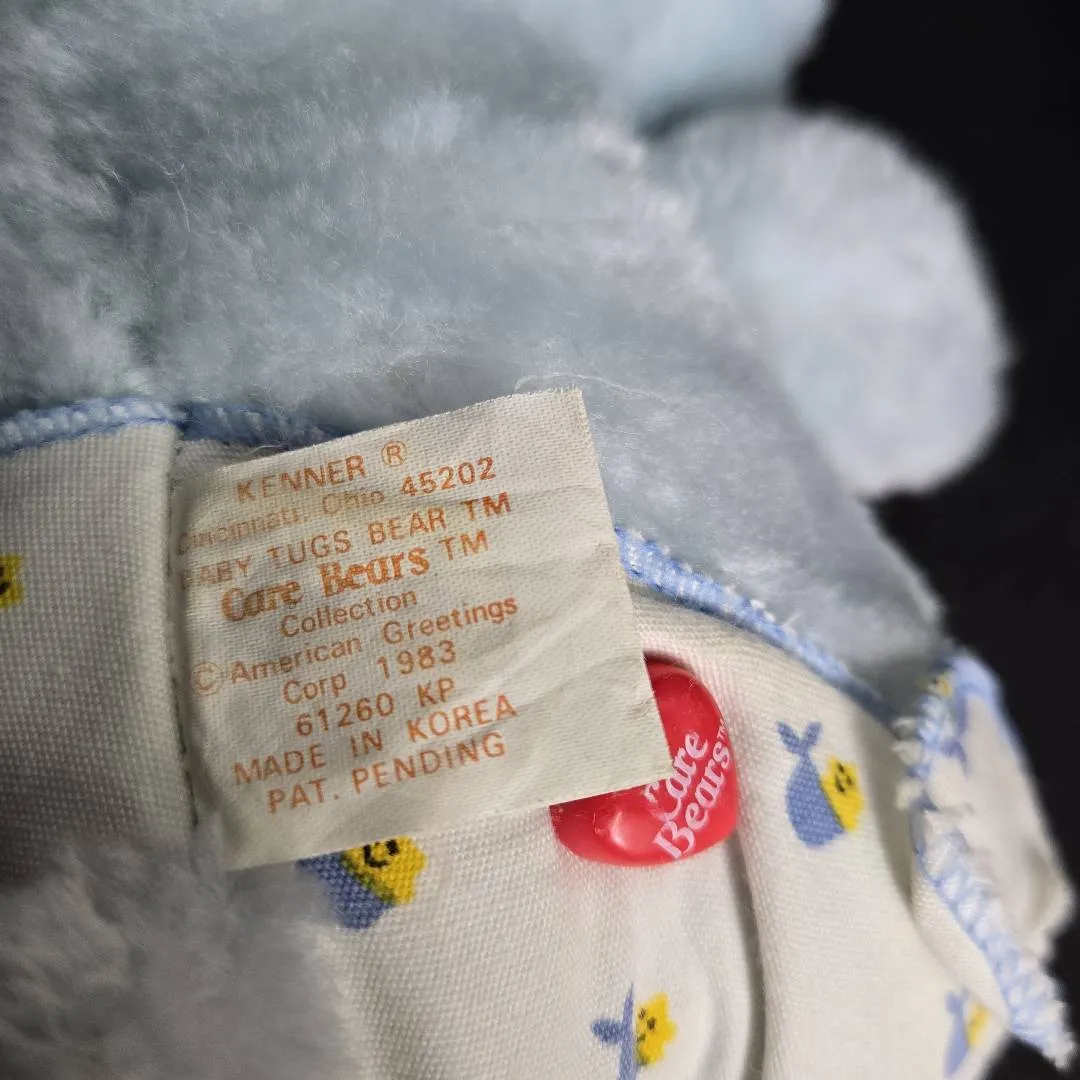 KENNER ®
Cincinnati, Ohio 45202
BABY TUGS BEAR TM
Care Bears TM
Collection
© American Greetings
Corp 1983
61260 KP
MADE IN KOREA
PAT. PENDING
Care
Bears™